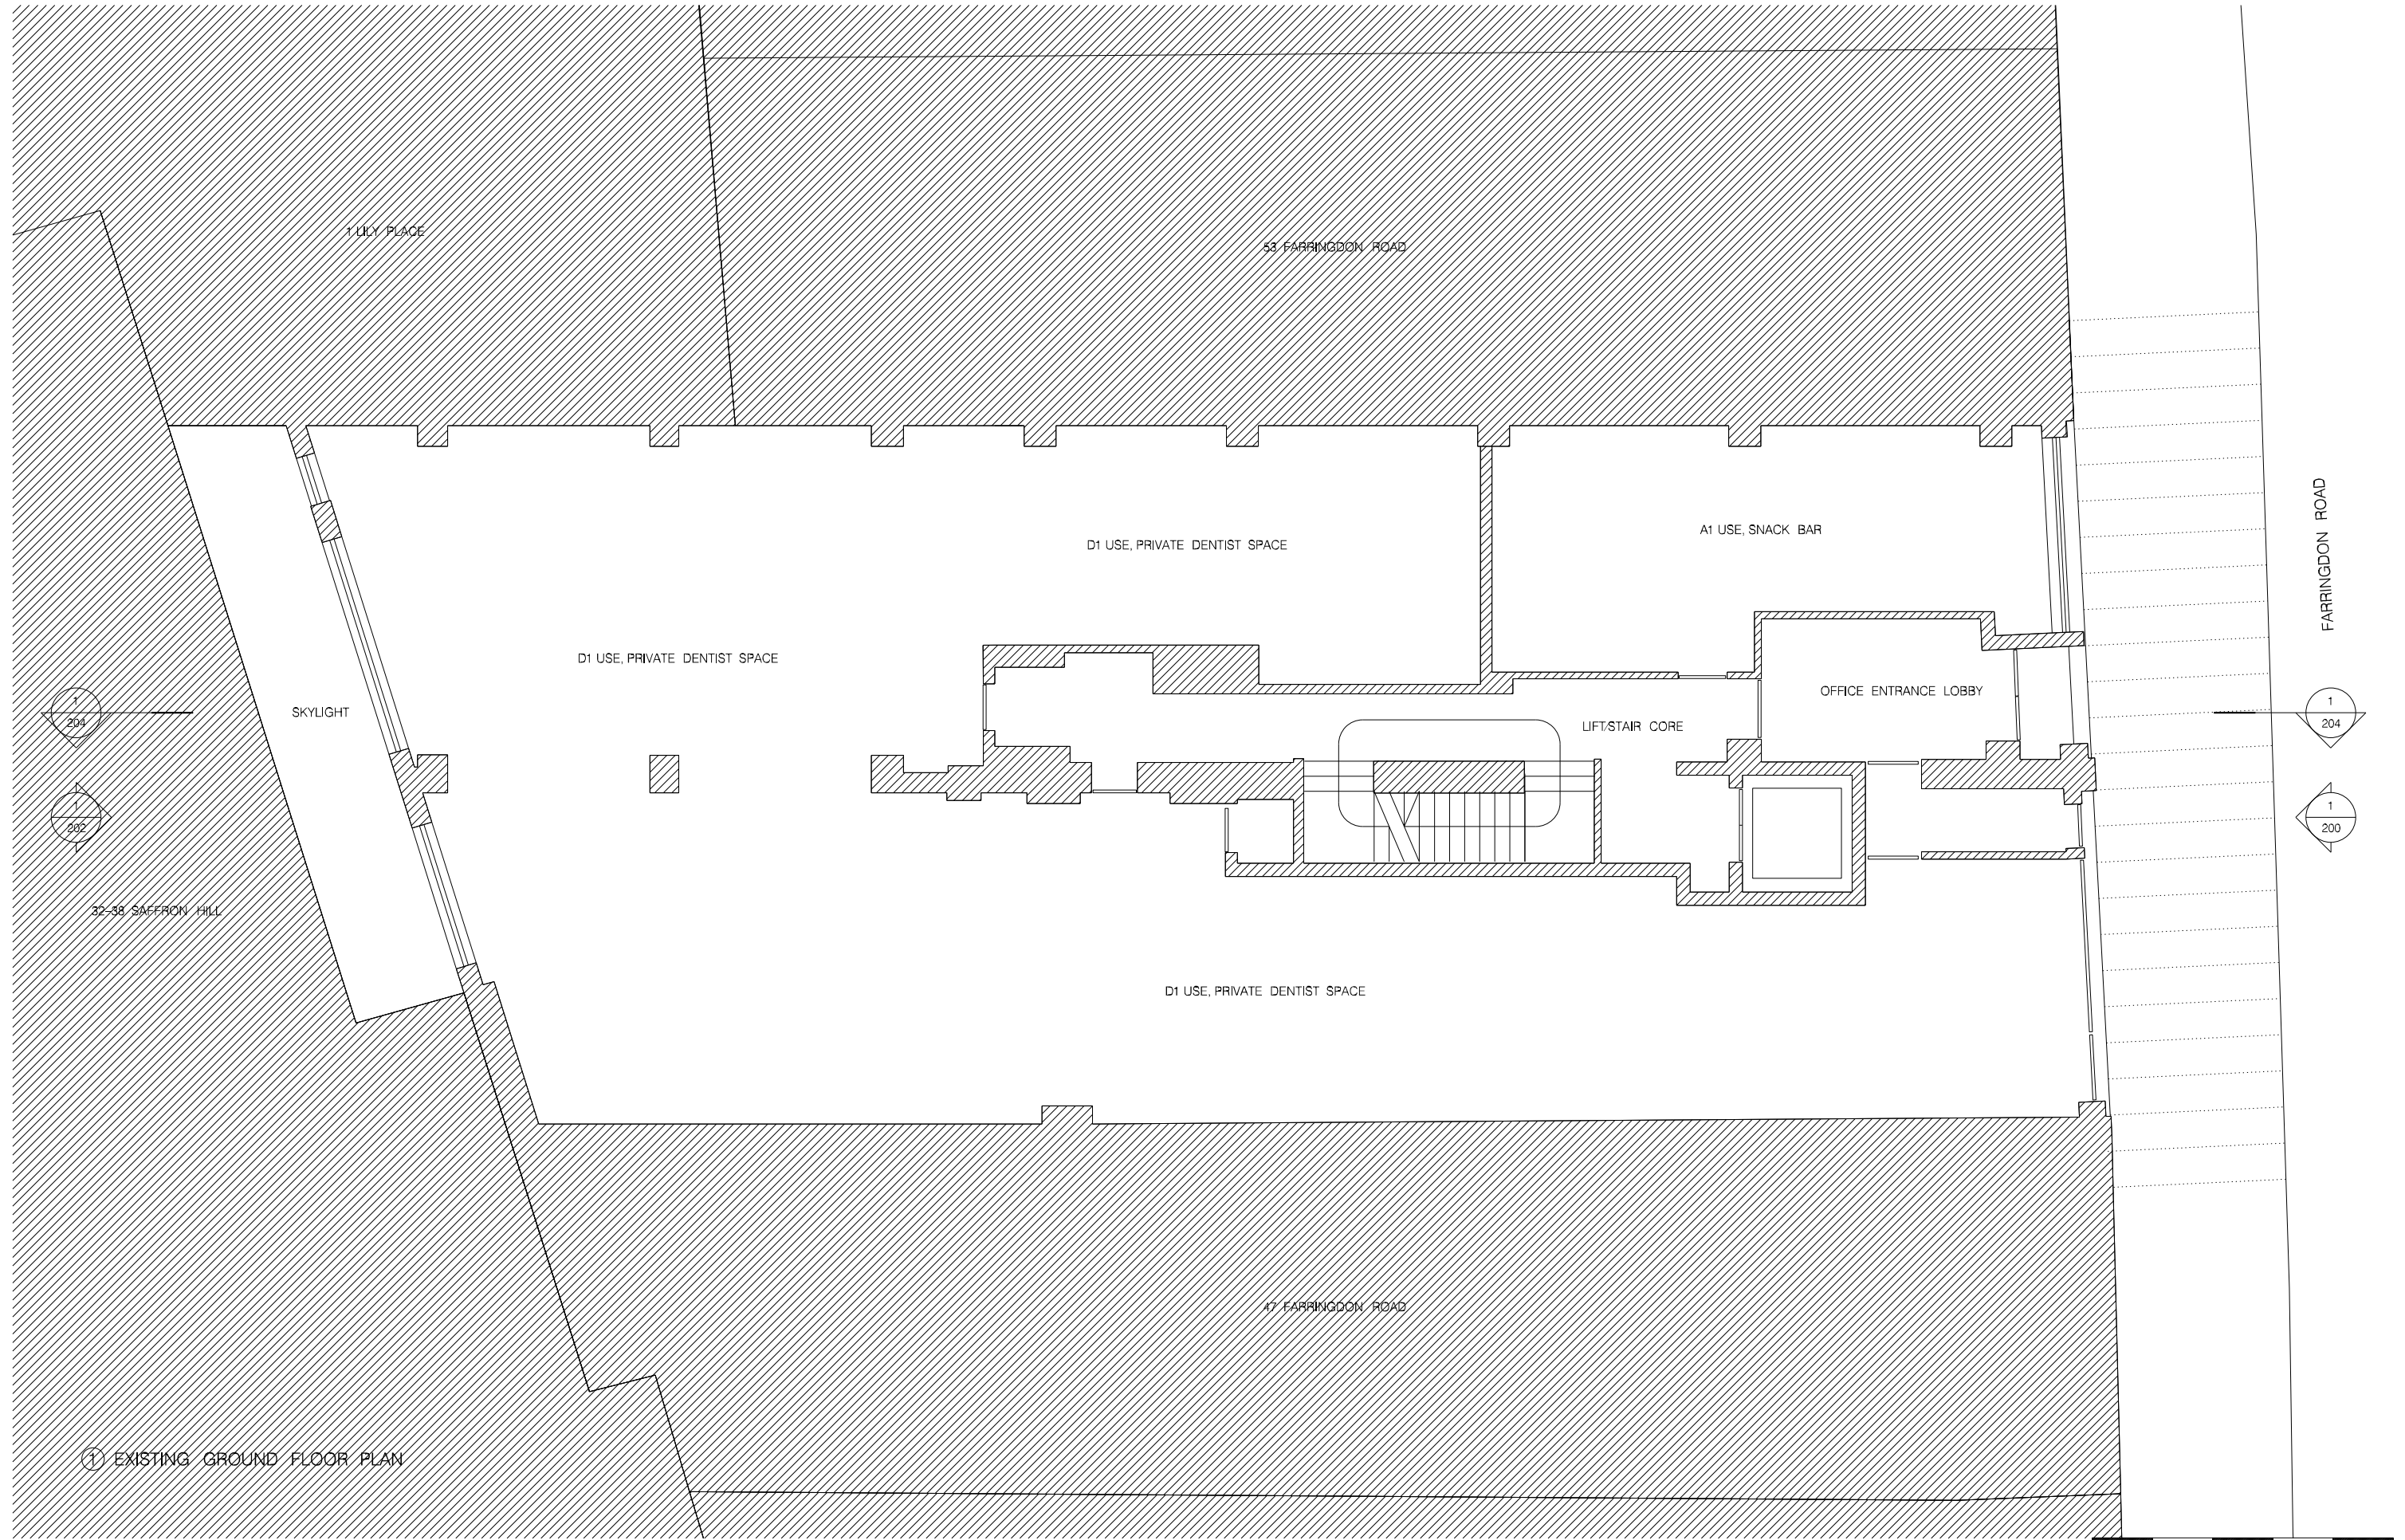 1 LILY PLACE
53 FARRINGDON ROAD
A1 USE, SNACK BAR
D1 USE, PRIVATE DENTIST SPACE
FARRINGDON ROAD
D1 USE, PRIVATE DENTIST SPACE
OFFICE ENTRANCE LOBBY
SKYLIGHT
LIFT/STAIR CORE
1
204
1
204
1
202
1
200
32-38 SAFFRON HILL
D1 USE, PRIVATE DENTIST SPACE
47 FARRINGDON ROAD
1 EXISTING GROUND FLOOR PLAN